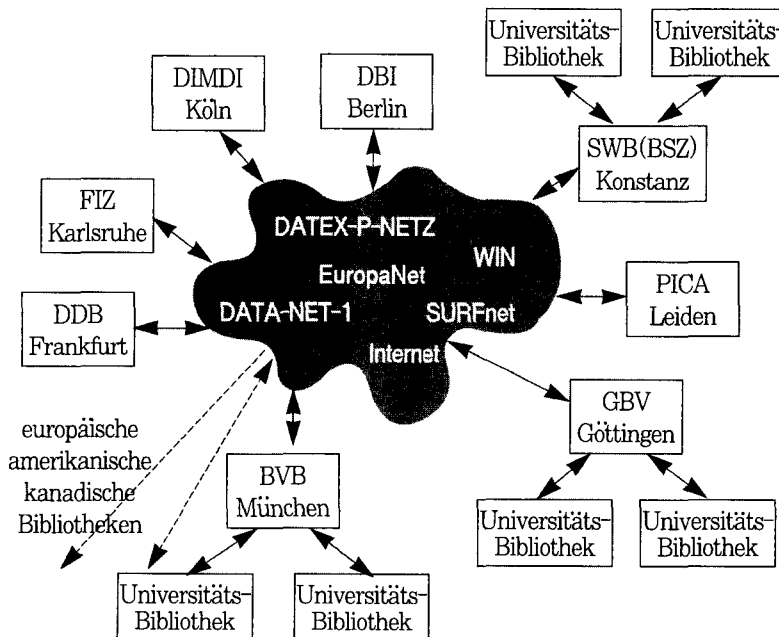 Universitäts-
Bibliothek
Universitäts-
Bibliothek
DIMDI
Köln
DBI
Berlin
SWB(BSZ)
Konstanz
FIZ
Karlsruhe
DATEX-P-NETZ
WIN
EuropaNet
DATA-NET-1
SURFnet
Internet
PICA
Leiden
DDB
Frankfurt
GBV
Göttingen
europäische
amerikanische
kanadische
Bibliotheken
BVB
München
Universitäts-
Bibliothek
Universitäts-
Bibliothek
Universitäts-
Bibliothek
Universitäts-
Bibliothek